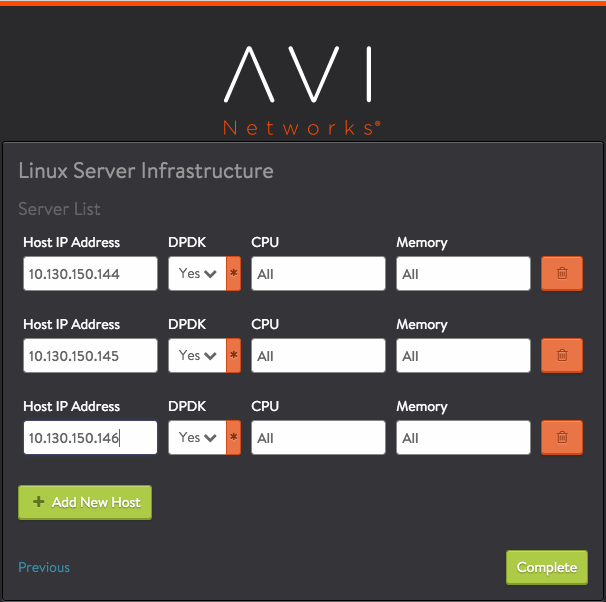 AVI
Networks®
Linux Server Infrastructure
Server List
Host IP Address DPDK CPU Memory
10.130.150.144 Yes * All All
Host IP Address DPDK CPU Memory
10.130.150.145 Yes * All All
Host IP Address DPDK CPU Memory
10.130.150.146 Yes * All All
+ Add New Host
Previous Complete